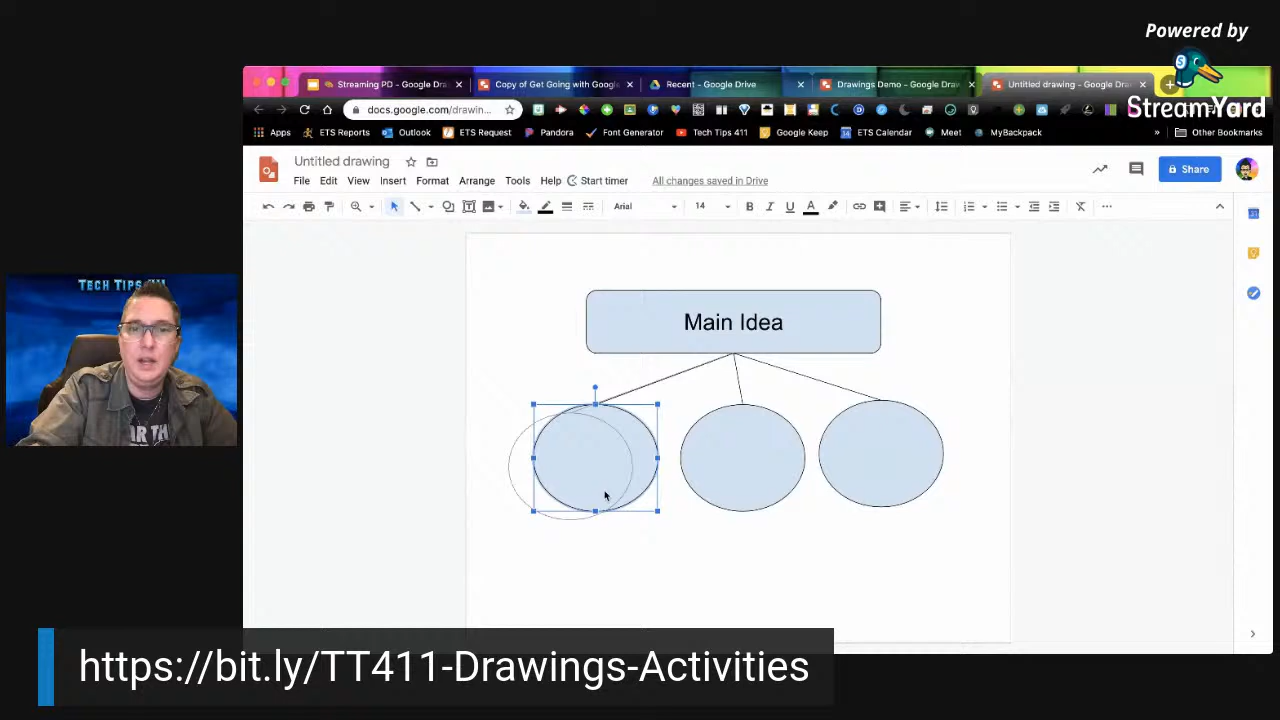 Powered by
StreamYard
Streaming PD - Google Dra
Copy of Get Going with Googl
Recent - Google Drive
Drawings Demo - Google Draw
Untitled drawing - Google Dra
docs.google.com/drawin...
Apps
ETS Reports
Outlook
ETS Request
Pandora
Font Generator
Tech Tips 411
Google Keep
ETS Calendar
Meet
MyBackpack
»
Other Bookmarks
Untitled drawing
File Edit View Insert Format Arrange Tools Help Start timer All changes saved in Drive
Share
Arial 14 B I U A
TECH TIPS 411
Main Idea
https://bit.ly/TT411-Drawings-Activities